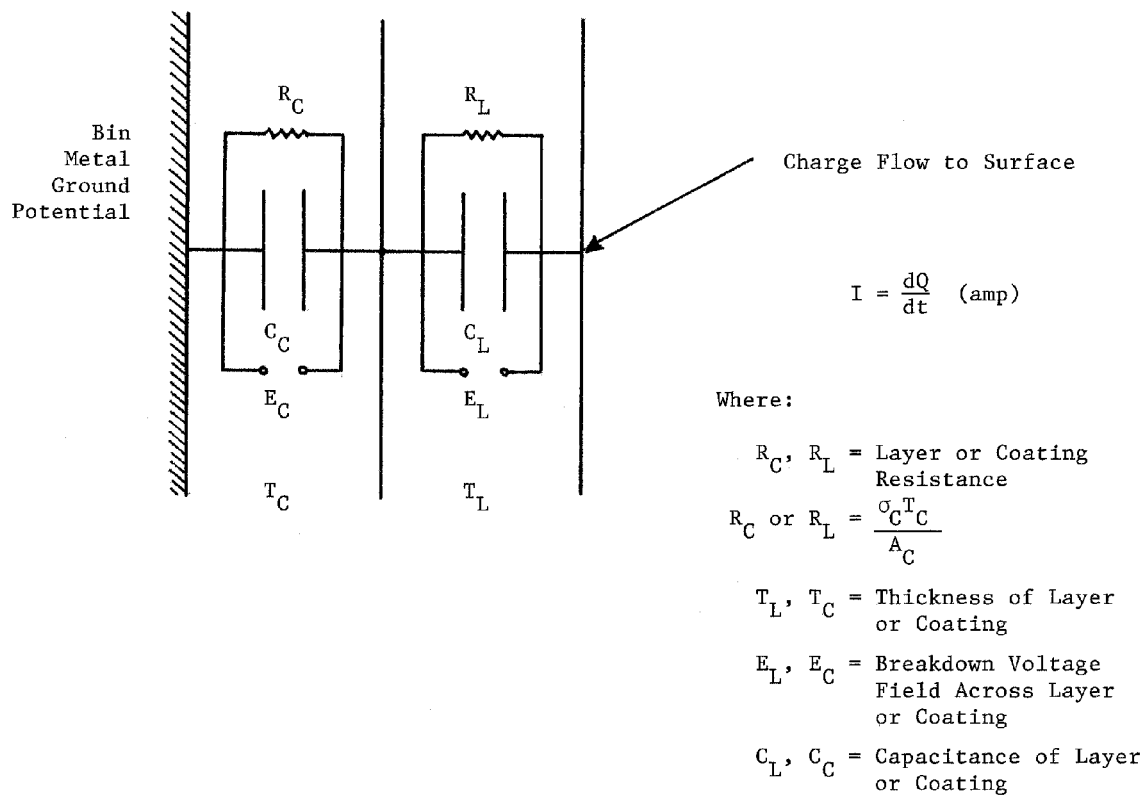 Bin
Metal
Ground
Potential
R_C
R_L
C_C
C_L
E_C
E_L
T_C
T_L
Charge Flow to Surface
I = dQ/dt (amp)
Where:
R_C, R_L = Layer or Coating
Resistance
R_C or R_L = σ_C T_C / A_C
T_L, T_C = Thickness of Layer
or Coating
E_L, E_C = Breakdown Voltage
Field Across Layer
or Coating
C_L, C_C = Capacitance of Layer
or Coating